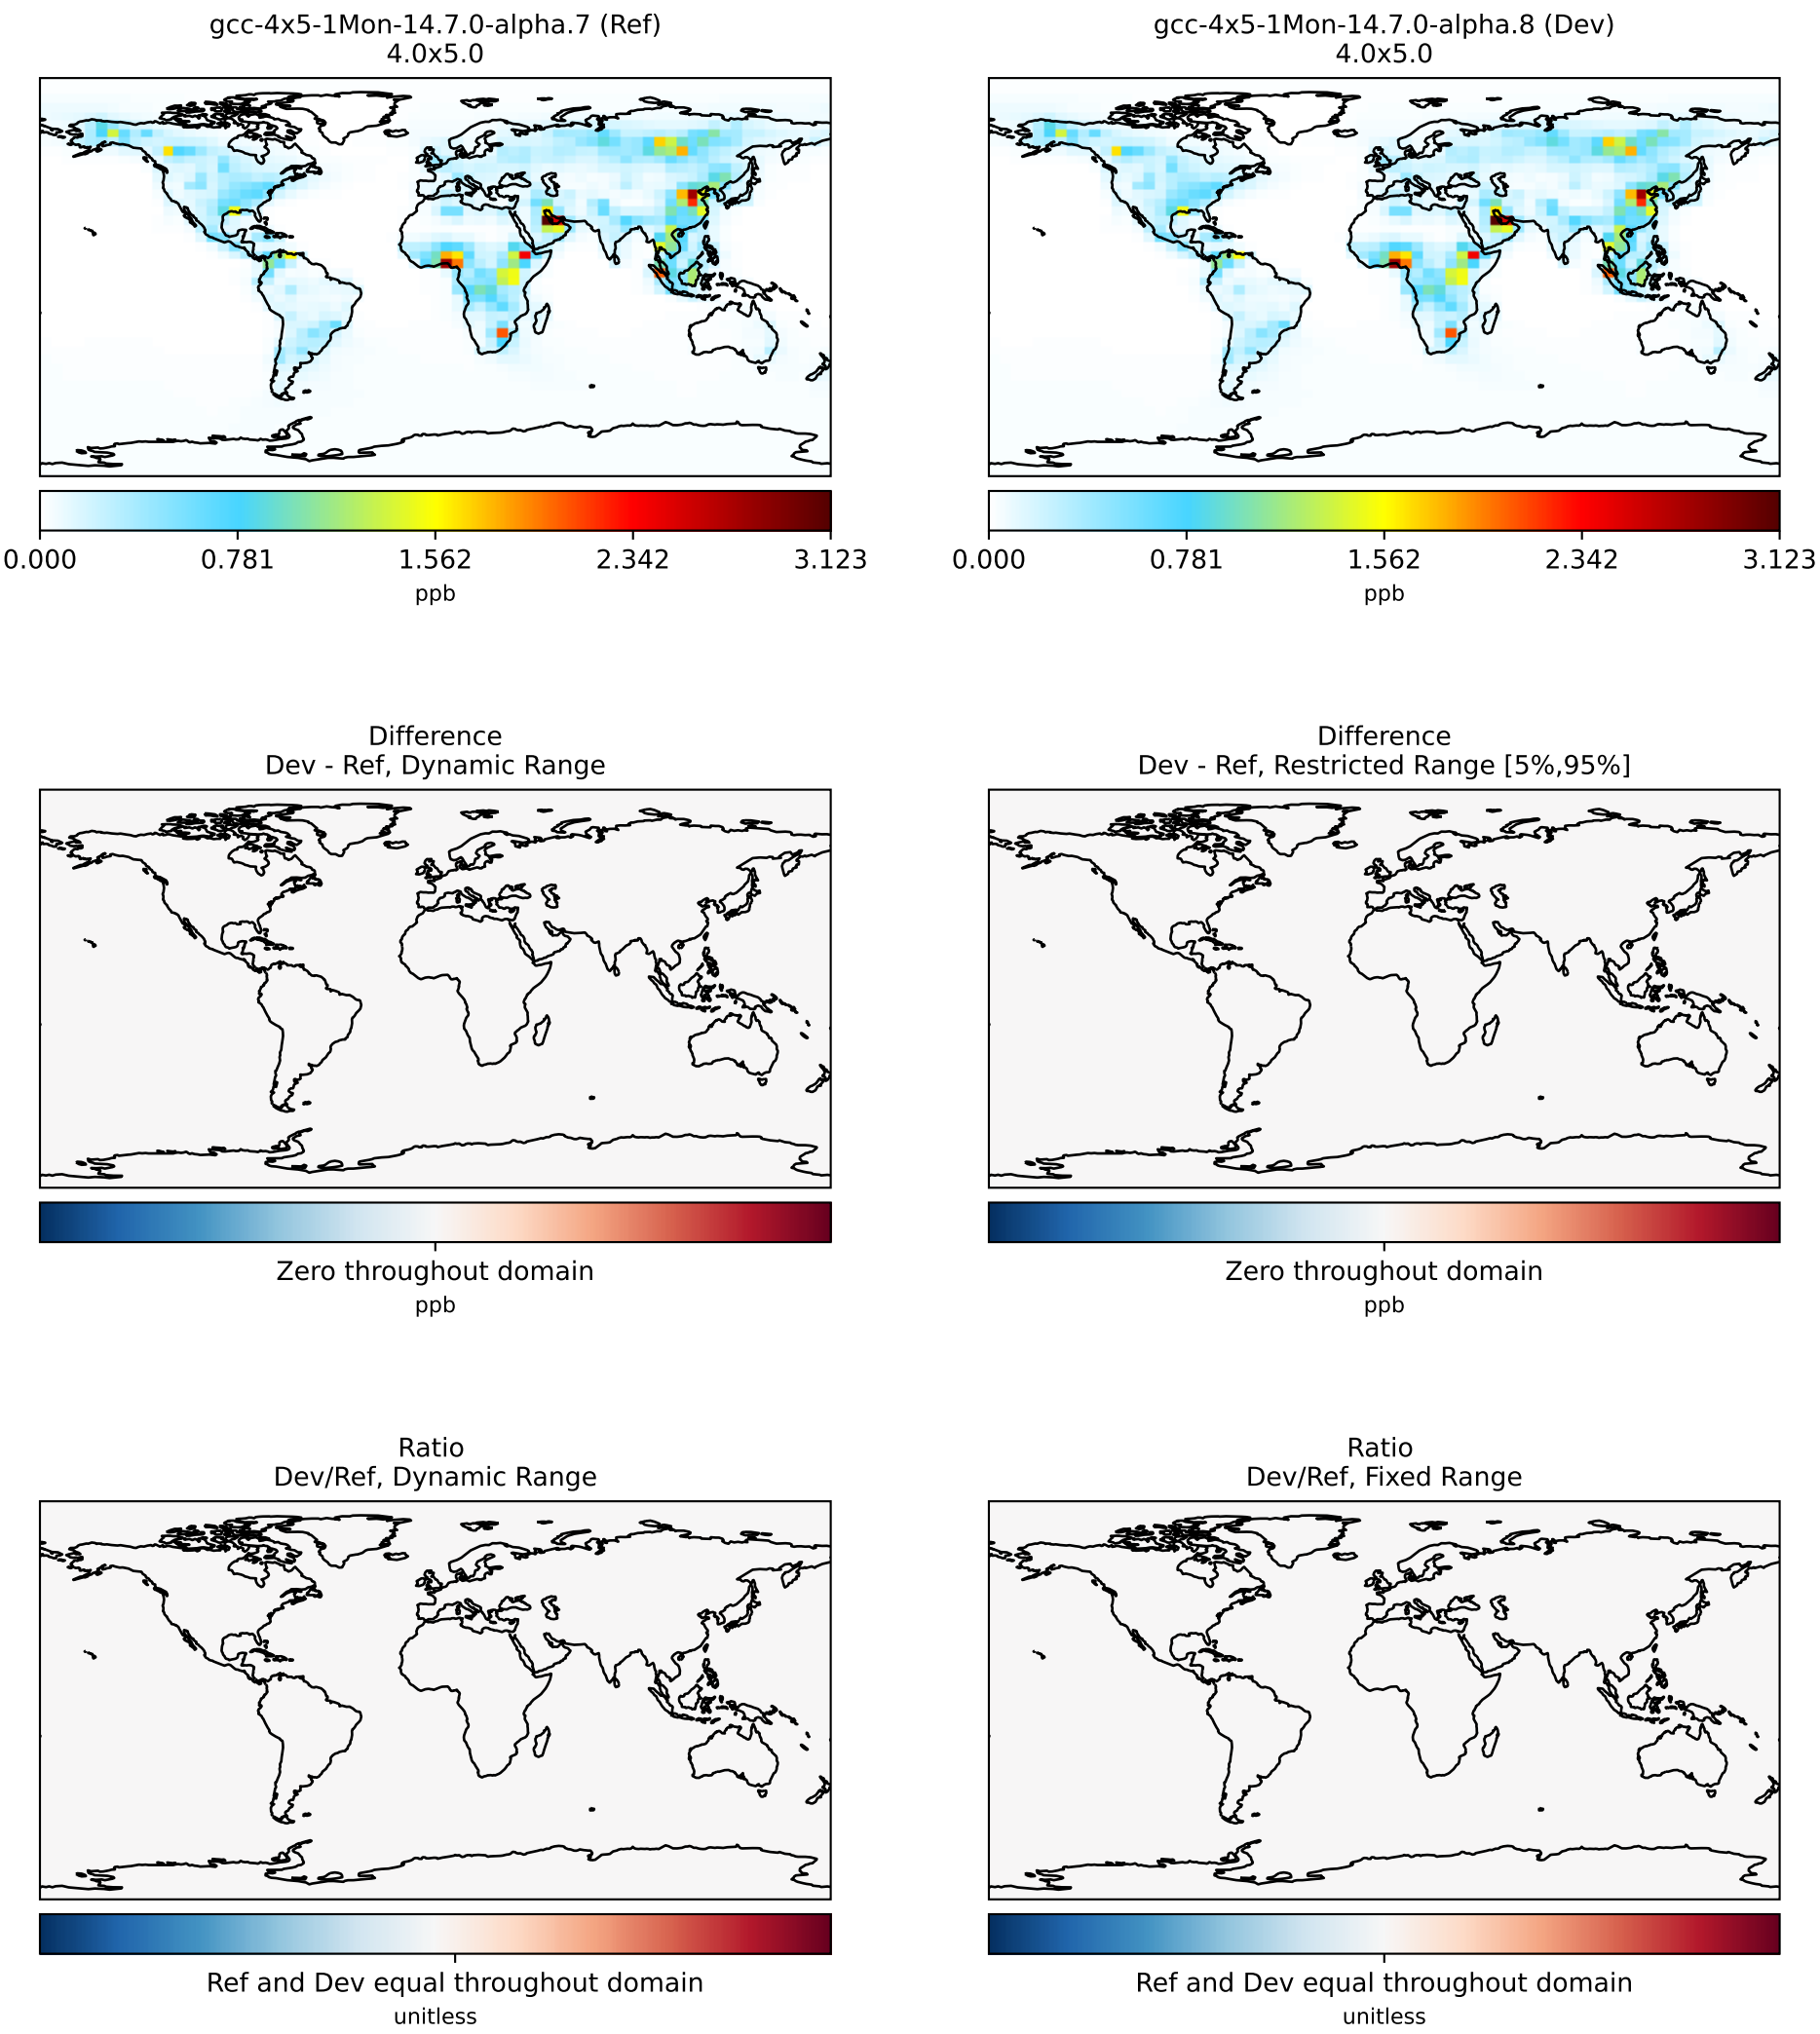 gcc-4x5-1Mon-14.7.0-alpha.7 (Ref)
4.0x5.0
gcc-4x5-1Mon-14.7.0-alpha.8 (Dev)
4.0x5.0
0.000 0.781 1.562 2.342 3.123
ppb
0.000 0.781 1.562 2.342 3.123
ppb
Difference
Dev - Ref, Dynamic Range
Difference
Dev - Ref, Restricted Range [5%,95%]
Zero throughout domain
ppb
Zero throughout domain
ppb
Ratio
Dev/Ref, Dynamic Range
Ratio
Dev/Ref, Fixed Range
Ref and Dev equal throughout domain
unitless
Ref and Dev equal throughout domain
unitless